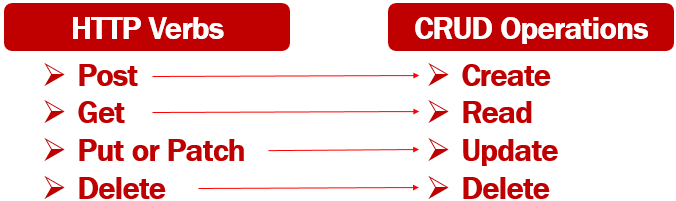 HTTP Verbs
CRUD Operations
Post
Create
Get
Read
Put or Patch
Update
Delete
Delete